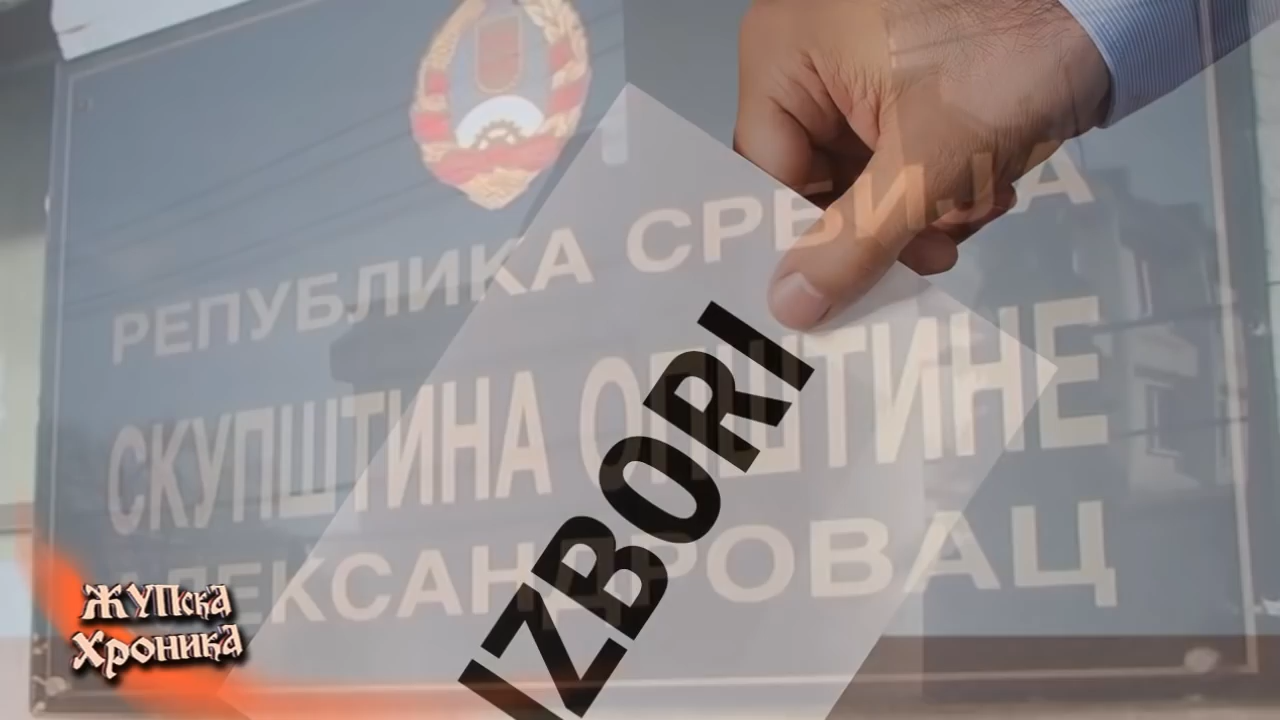 РЕПУБЛИКА СРБИЈА
СКУПШТИНА ОПШТИНЕ
АЛЕКСАНДРОВАЦ
IZBORI
ЖУПска
Хроника